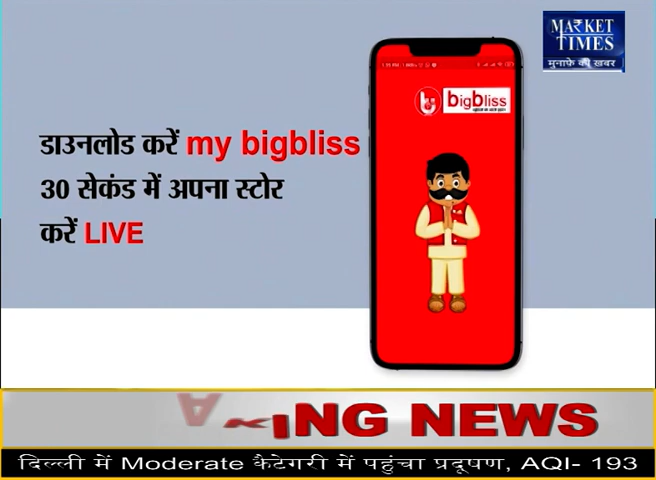 MARKET
TIMES
मुनाफे की खबर
bigbliss
डाउनलोड करें my bigbliss
30 सेकंड में अपना स्टोर
करें LIVE
AKING NEWS
दिल्ली में Moderate कैटेगरी में पहुंचा प्रदूषण, AQI- 193